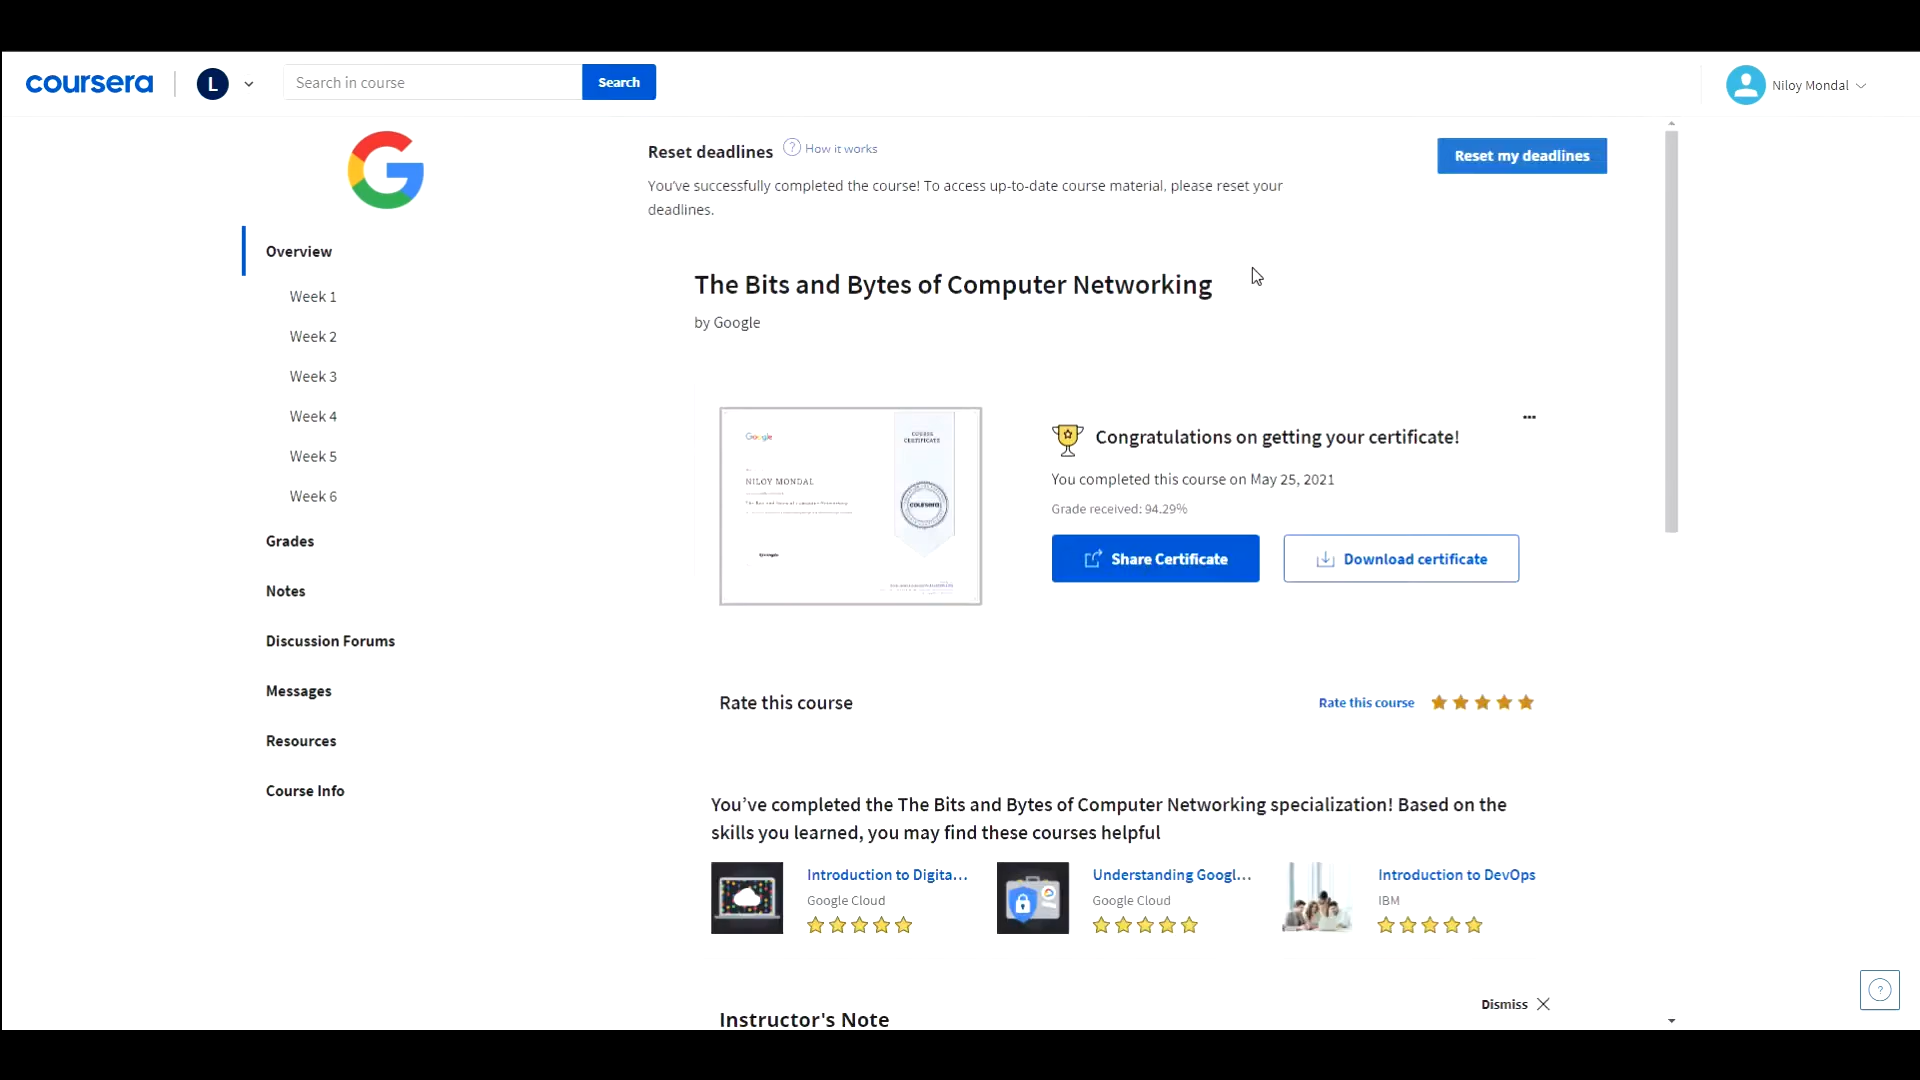 coursera
L
Search in course
Search
Niloy Mondal
Reset deadlines
? How it works
Reset my deadlines
You've successfully completed the course! To access up-to-date course material, please reset your
deadlines.
Overview
Week 1
Week 2
Week 3
Week 4
Week 5
Week 6
Grades
Notes
Discussion Forums
Messages
Resources
Course Info
The Bits and Bytes of Computer Networking
by Google
Google
COURSE
CERTIFICATE
NILOY MONDAL
The Bits and Bytes of Computer Networking
COURSERA
Congratulations on getting your certificate!
You completed this course on May 25, 2021
Grade received: 94.29%
Share Certificate
Download certificate
Rate this course
Rate this course
You've completed the The Bits and Bytes of Computer Networking specialization! Based on the
skills you learned, you may find these courses helpful
Introduction to Digita...
Google Cloud
Understanding Googl...
Google Cloud
Introduction to DevOps
IBM
Dismiss
Instructor's Note
?